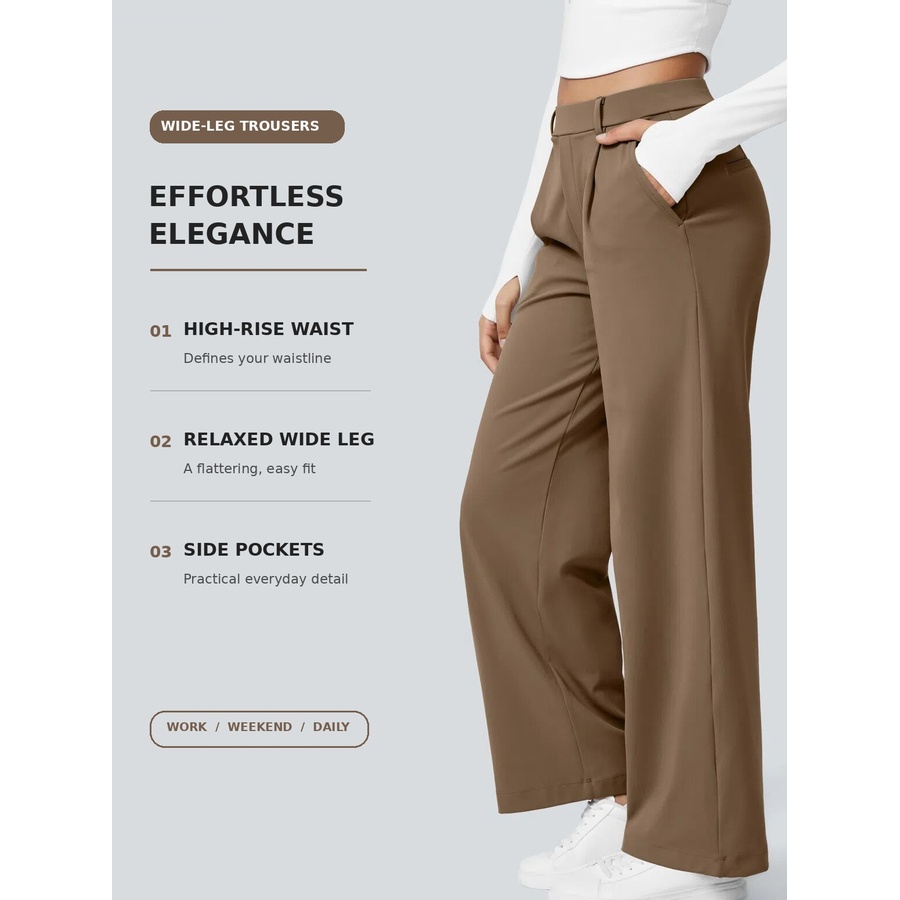 WIDE-LEG TROUSERS
EFFORTLESS
ELEGANCE
01 HIGH-RISE WAIST
Defines your waistline
02 RELAXED WIDE LEG
A flattering, easy fit
03 SIDE POCKETS
Practical everyday detail
WORK / WEEKEND / DAILY